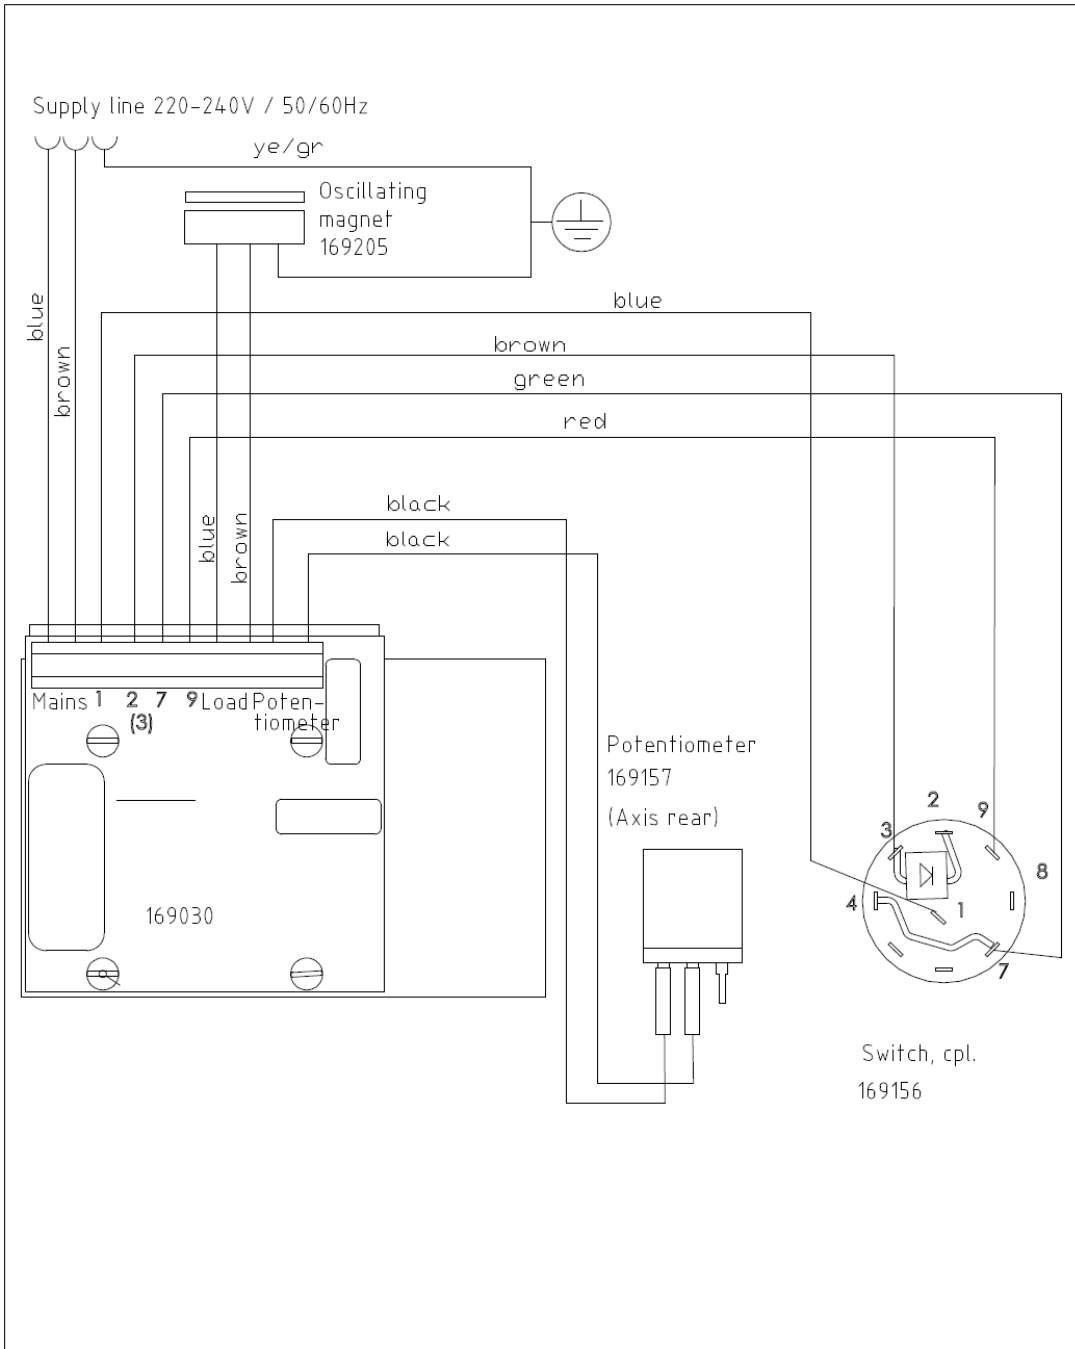 Supply line 220-240V / 50/60Hz
ye/gr
Oscillating
magnet
169205
blue
brown
blue
brown
green
red
black
black
blue
brown
Mains 1 2 7 9 Load Poten-
(3) tiometer
169030
Potentiometer
169157
(Axis rear)
2
9
3
8
4
1
7
Switch, cpl.
169156